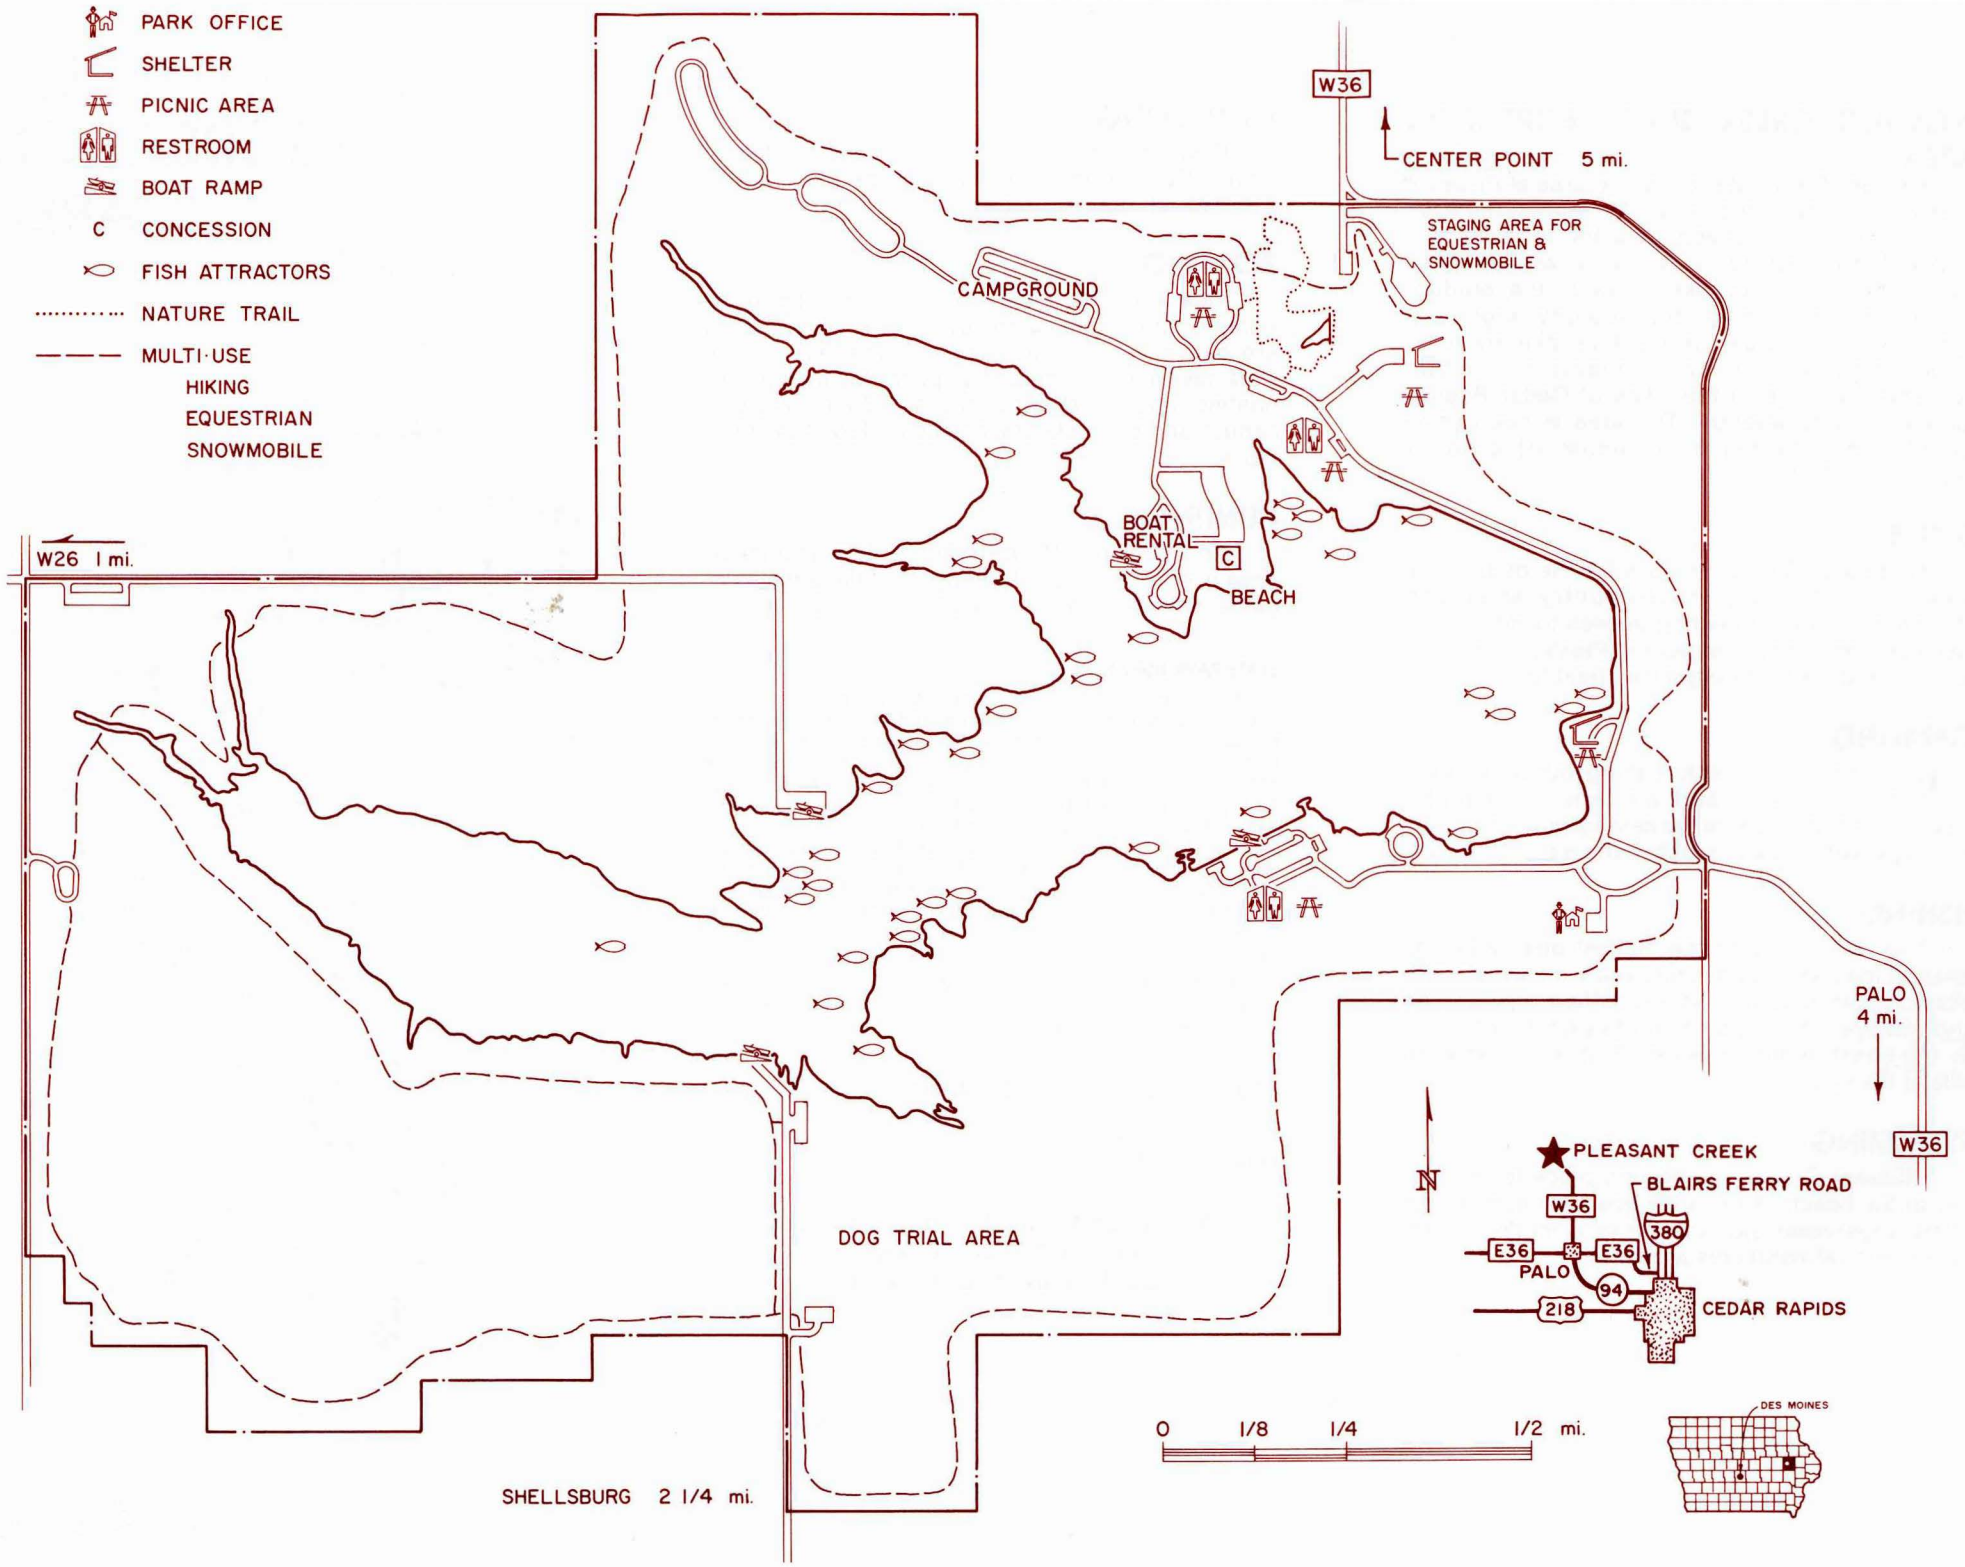 PARK OFFICE
SHELTER
PICNIC AREA
RESTROOM
BOAT RAMP
C CONCESSION
FISH ATTRACTORS
NATURE TRAIL
MULTI-USE
HIKING
EQUESTRIAN
SNOWMOBILE
W36
CENTER POINT 5 mi.
STAGING AREA FOR
EQUESTRIAN &
SNOWMOBILE
CAMPGROUND
BOAT
RENTAL
C
BEACH
W26 1 mi.
PALO
4 mi.
W36
N
PLEASANT CREEK
BLAIRS FERRY ROAD
W36
380
E36
E36
PALO
94
218
CEDAR RAPIDS
DOG TRIAL AREA
0 1/8 1/4 1/2 mi.
DES MOINES
SHELLSBURG 2 1/4 mi.